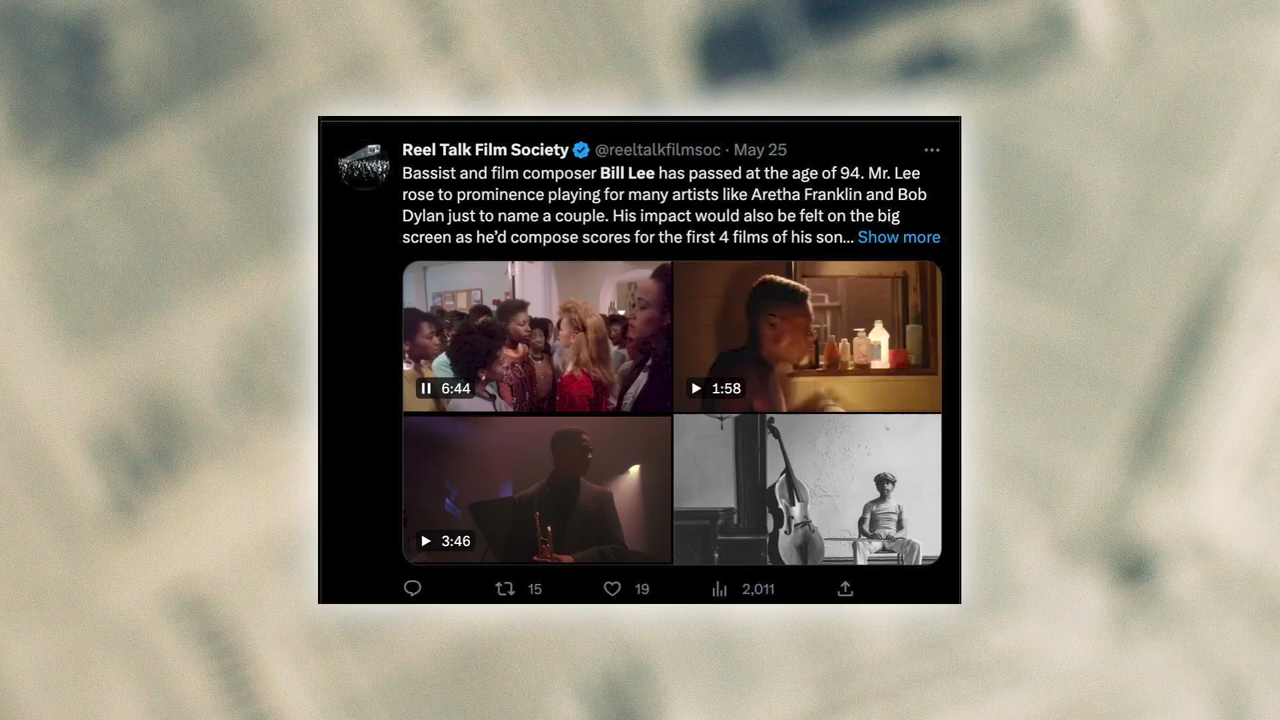 Reel Talk Film Society @reeltalkfilmsoc · May 25
Bassist and film composer Bill Lee has passed at the age of 94. Mr. Lee
rose to prominence playing for many artists like Aretha Franklin and Bob
Dylan just to name a couple. His impact would also be felt on the big
screen as he’d compose scores for the first 4 films of his son... Show more
6:44
1:58
3:46
15 19 2,011